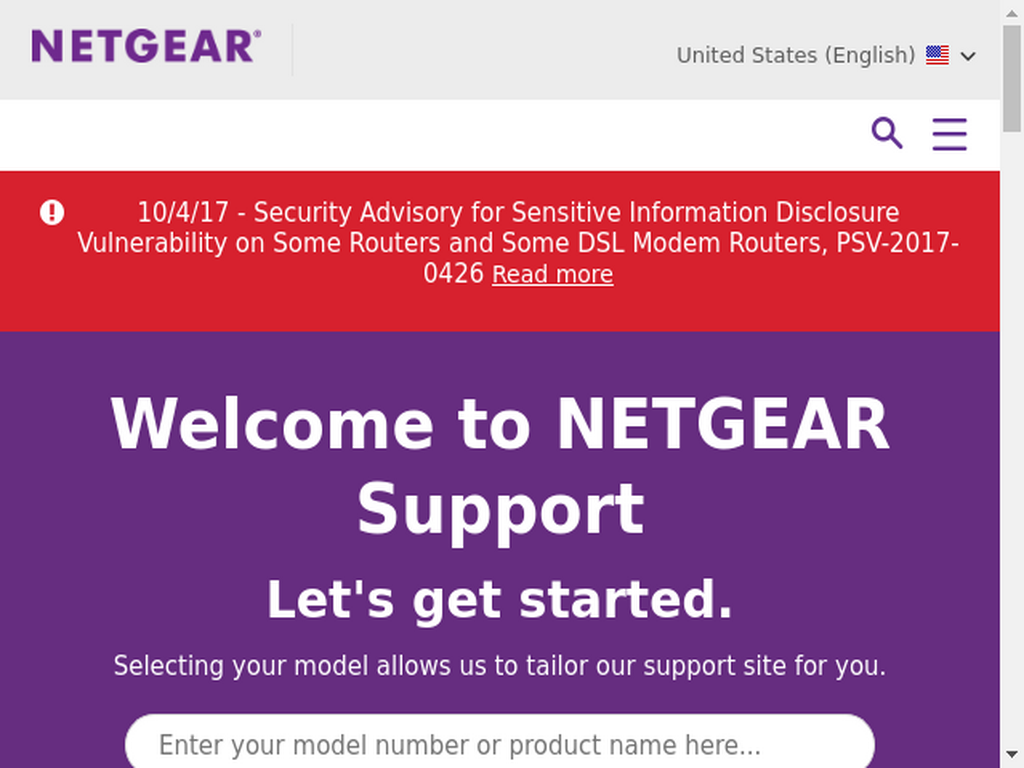 NETGEAR®
United States (English)
10/4/17 - Security Advisory for Sensitive Information Disclosure
Vulnerability on Some Routers and Some DSL Modem Routers, PSV-2017-
0426 Read more
Welcome to NETGEAR
Support
Let's get started.
Selecting your model allows us to tailor our support site for you.
Enter your model number or product name here...